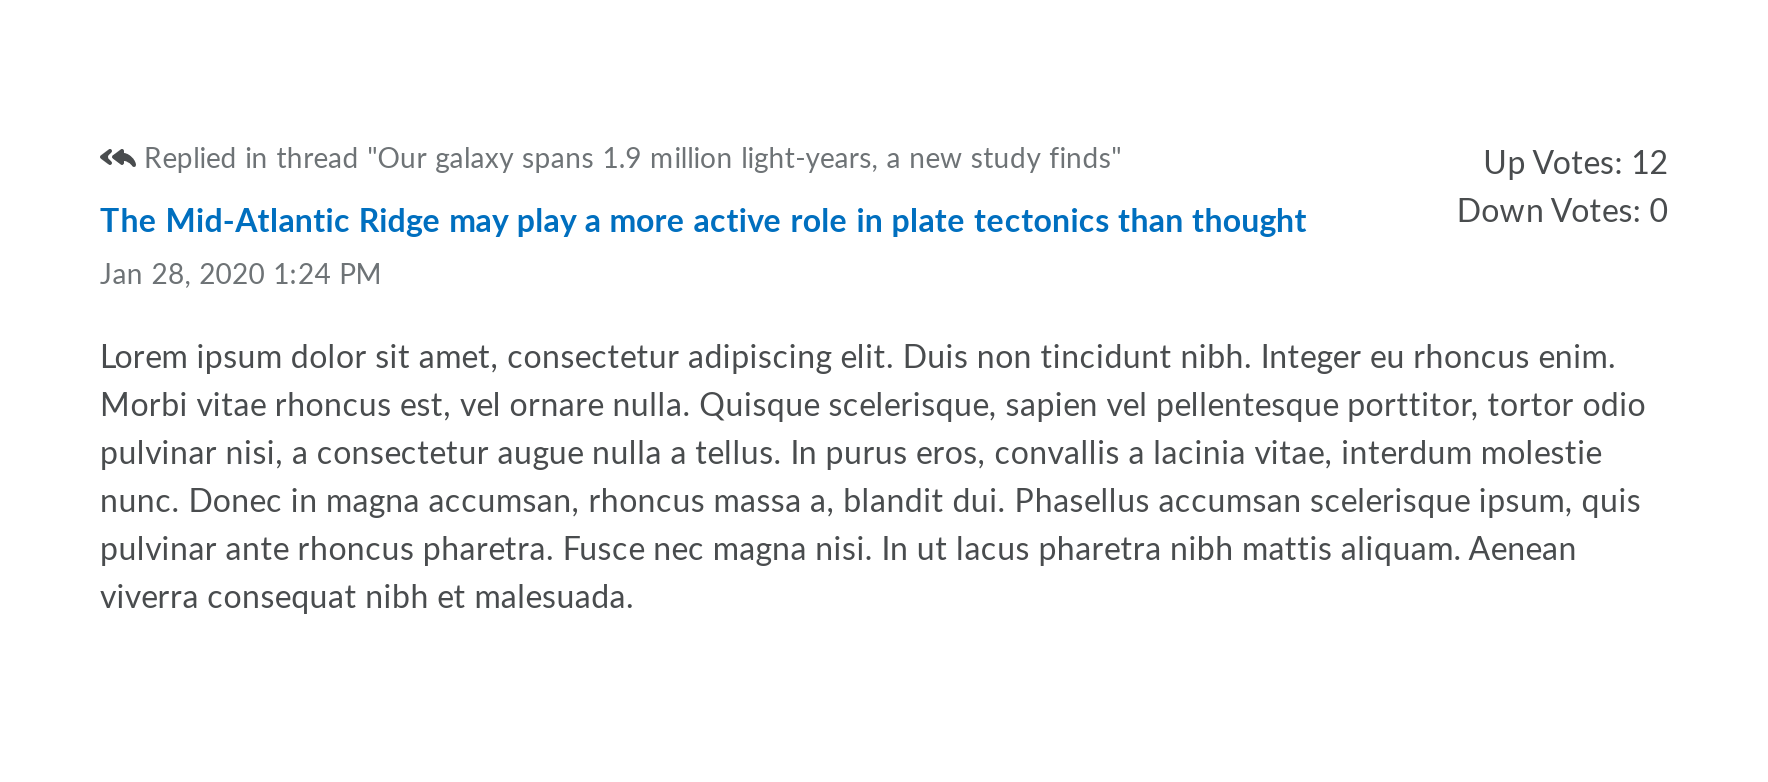 Replied in thread "Our galaxy spans 1.9 million light-years, a new study finds"
The Mid-Atlantic Ridge may play a more active role in plate tectonics than thought
Jan 28, 2020 1:24 PM
Up Votes: 12
Down Votes: 0
Lorem ipsum dolor sit amet, consectetur adipiscing elit. Duis non tincidunt nibh. Integer eu rhoncus enim.
Morbi vitae rhoncus est, vel ornare nulla. Quisque scelerisque, sapien vel pellentesque porttitor, tortor odio
pulvinar nisi, a consectetur augue nulla a tellus. In purus eros, convallis a lacinia vitae, interdum molestie
nunc. Donec in magna accumsan, rhoncus massa a, blandit dui. Phasellus accumsan scelerisque ipsum, quis
pulvinar ante rhoncus pharetra. Fusce nec magna nisi. In ut lacus pharetra nibh mattis aliquam. Aenean
viverra consequat nibh et malesuada.